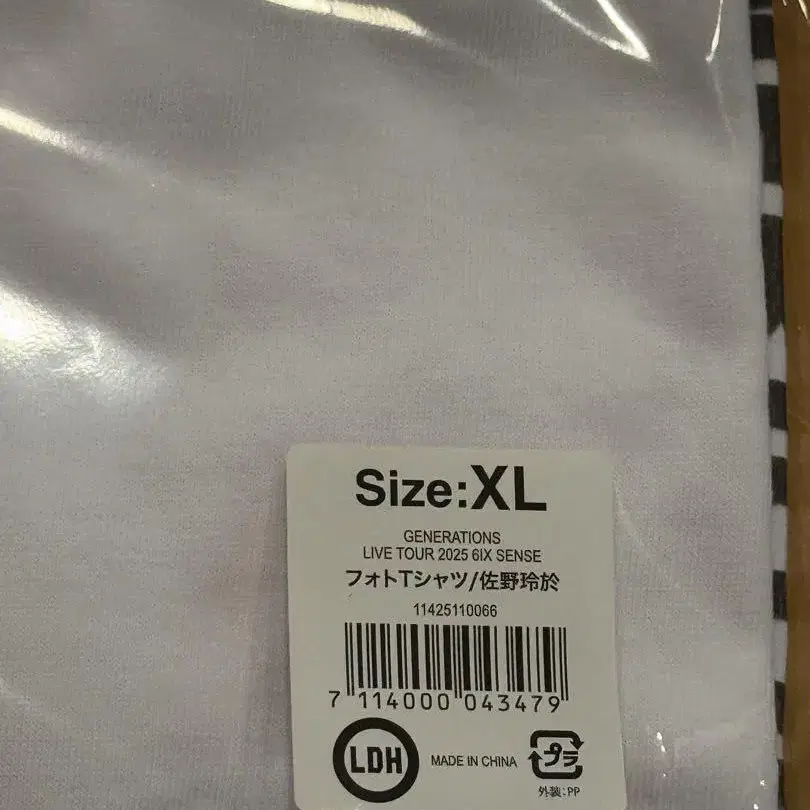 Size:XL
GENERATIONS
LIVE TOUR 2025 6IX SENSE
フォトTシャツ/佐野玲於
11425110066
7 114000 043479
LDH
MADE IN CHINA
プラ
外装:PP